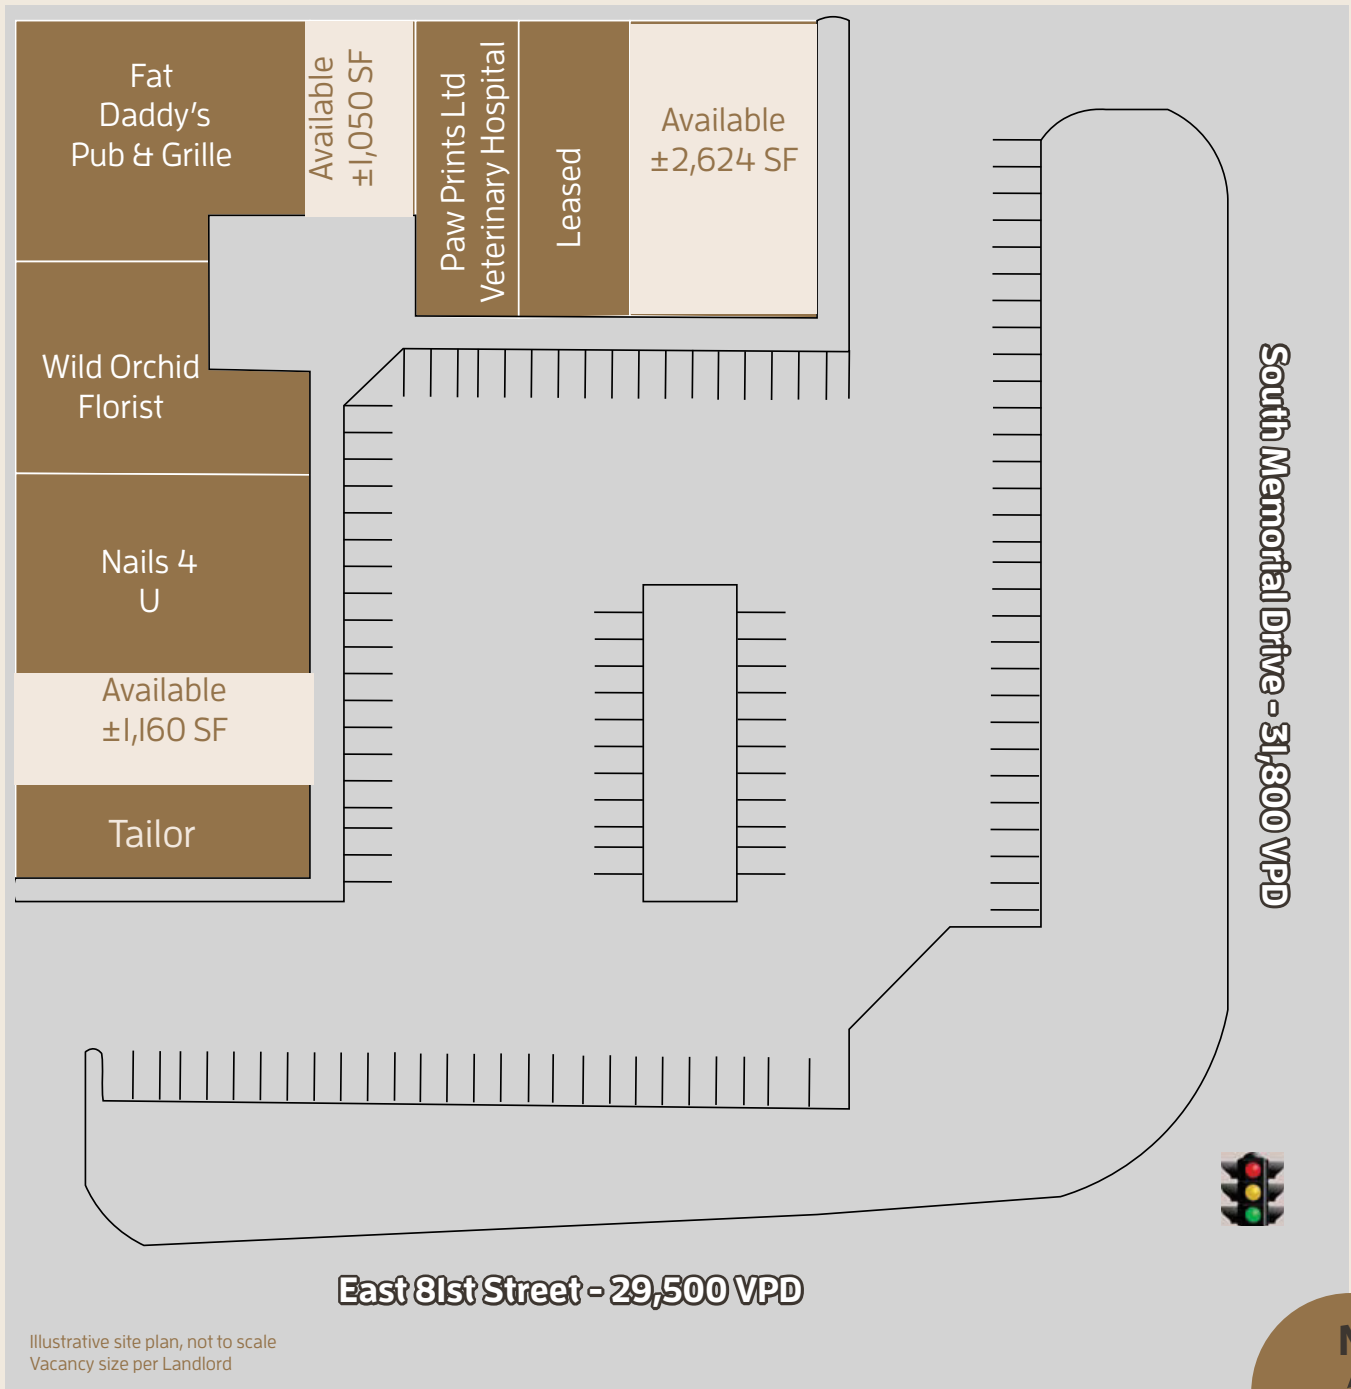 Fat
Daddy's
Pub & Grille
Available
±1,050 SF
Paw Prints Ltd
Veterinary Hospital
Leased
Available
±2,624 SF
Wild Orchid
Florist
Nails 4
U
Available
±1,160 SF
Tailor
South Memorial Drive - 31,800 VPD
East 81st Street - 29,500 VPD
Illustrative site plan, not to scale
Vacancy size per Landlord